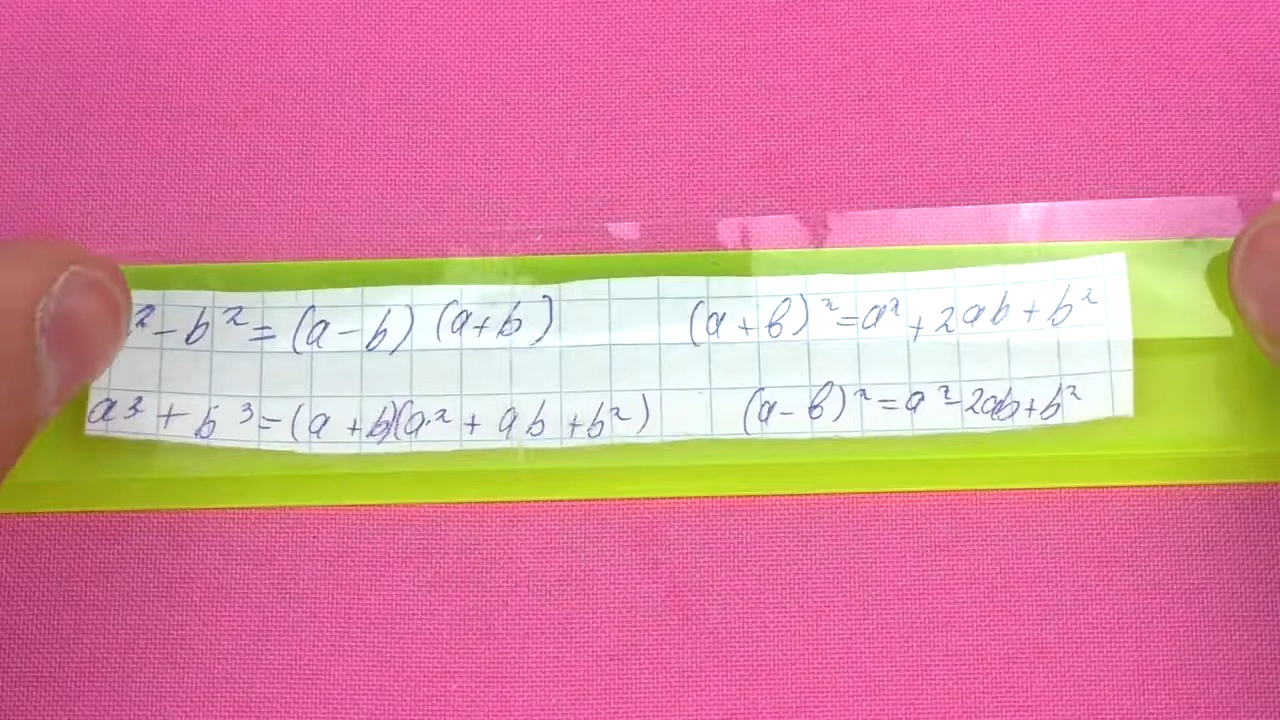 ² - b² = (a - b) (a + b)
(a + b)² = a² + 2ab + b²
a³ + b³ = (a + b)(a² + ab + b²)
(a - b)² = a² - 2ab + b²